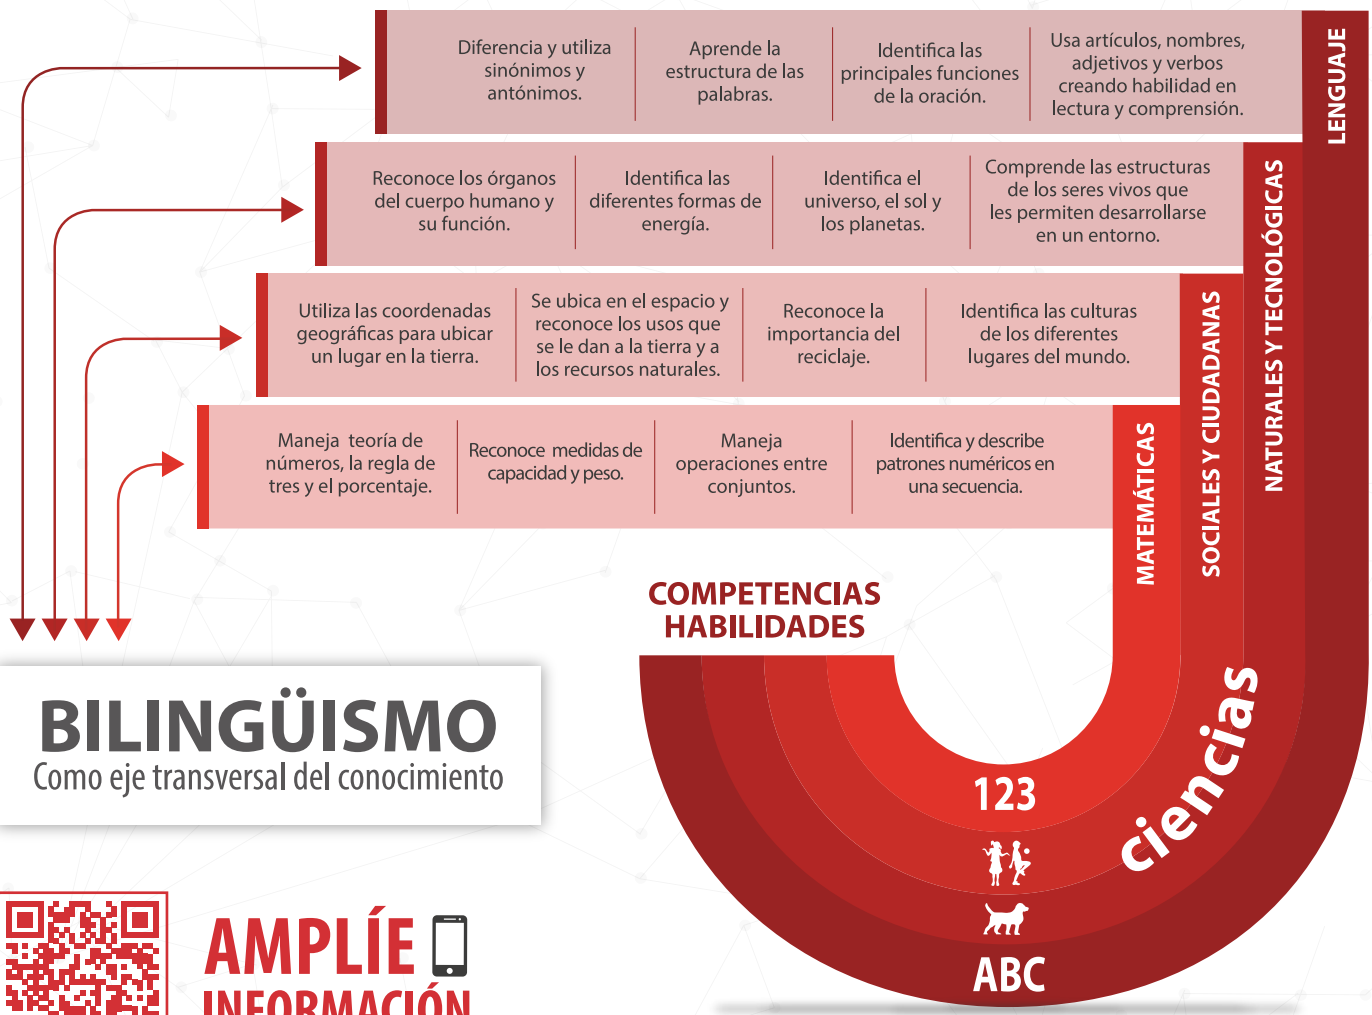 Diferencia y utiliza
sinónimos y
antónimos.
Aprende la
estructura de las
palabras.
Identifica las
principales funciones
de la oración.
Usa artículos, nombres,
adjetivos y verbos
creando habilidad en
lectura y comprensión.
LENGUAJE
Reconoce los órganos
del cuerpo humano y
su función.
Identifica las
diferentes formas de
energía.
Identifica el
universo, el sol y
los planetas.
Comprende las estructuras
de los seres vivos que
les permiten desarrollarse
en un entorno.
NATURALES Y TECNOLÓGICAS
Utiliza las coordenadas
geográficas para ubicar
un lugar en la tierra.
Se ubica en el espacio y
reconoce los usos que
se le dan a la tierra y a
los recursos naturales.
Reconoce la
importancia del
reciclaje.
Identifica las culturas
de los diferentes
lugares del mundo.
SOCIALES Y CIUDADANAS
Maneja teoría de
números, la regla de
tres y el porcentaje.
Reconoce medidas de
capacidad y peso.
Maneja
operaciones entre
conjuntos.
Identifica y describe
patrones numéricos en
una secuencia.
MATEMÁTICAS
COMPETENCIAS
HABILIDADES
BILINGÜISMO
Como eje transversal del conocimiento
123
ciencias
ABC
AMPLÍE
INFORMACIÓN